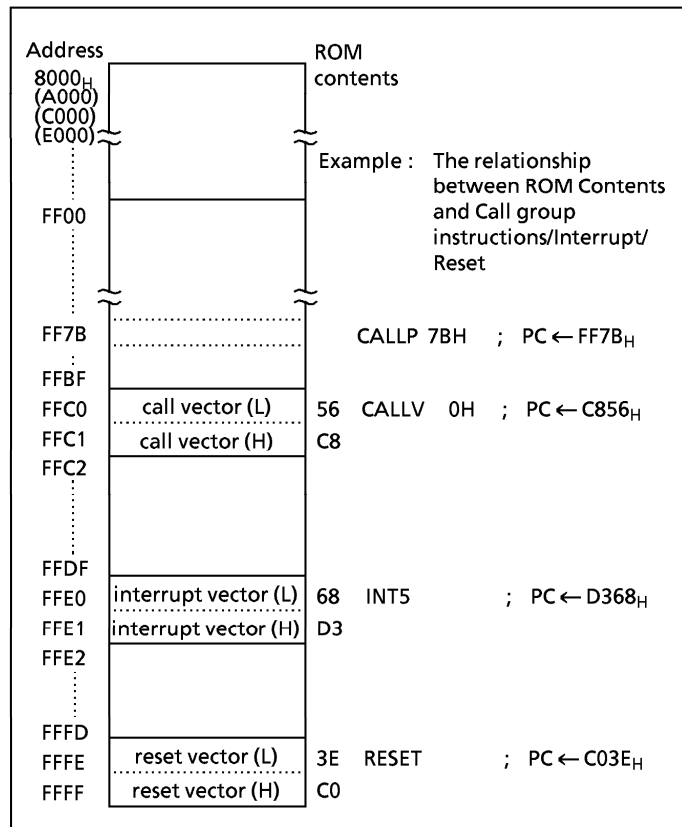 Address
ROM
contents
8000H
(A000)
(C000)
(E000)
Example : The relationship
between ROM Contents
and Call group
instructions/Interrupt/
Reset
FF00
FF7B CALLP 7BH ; PC ← FF7BH
FFBF
FFC0 call vector (L) 56 CALLV 0H ; PC ← C856H
FFC1 call vector (H) C8
FFC2
FFDF
FFE0 interrupt vector (L) 68 INT5 ; PC ← D368H
FFE1 interrupt vector (H) D3
FFE2
FFFD
FFFE reset vector (L) 3E RESET ; PC ← C03EH
FFFF reset vector (H) C0